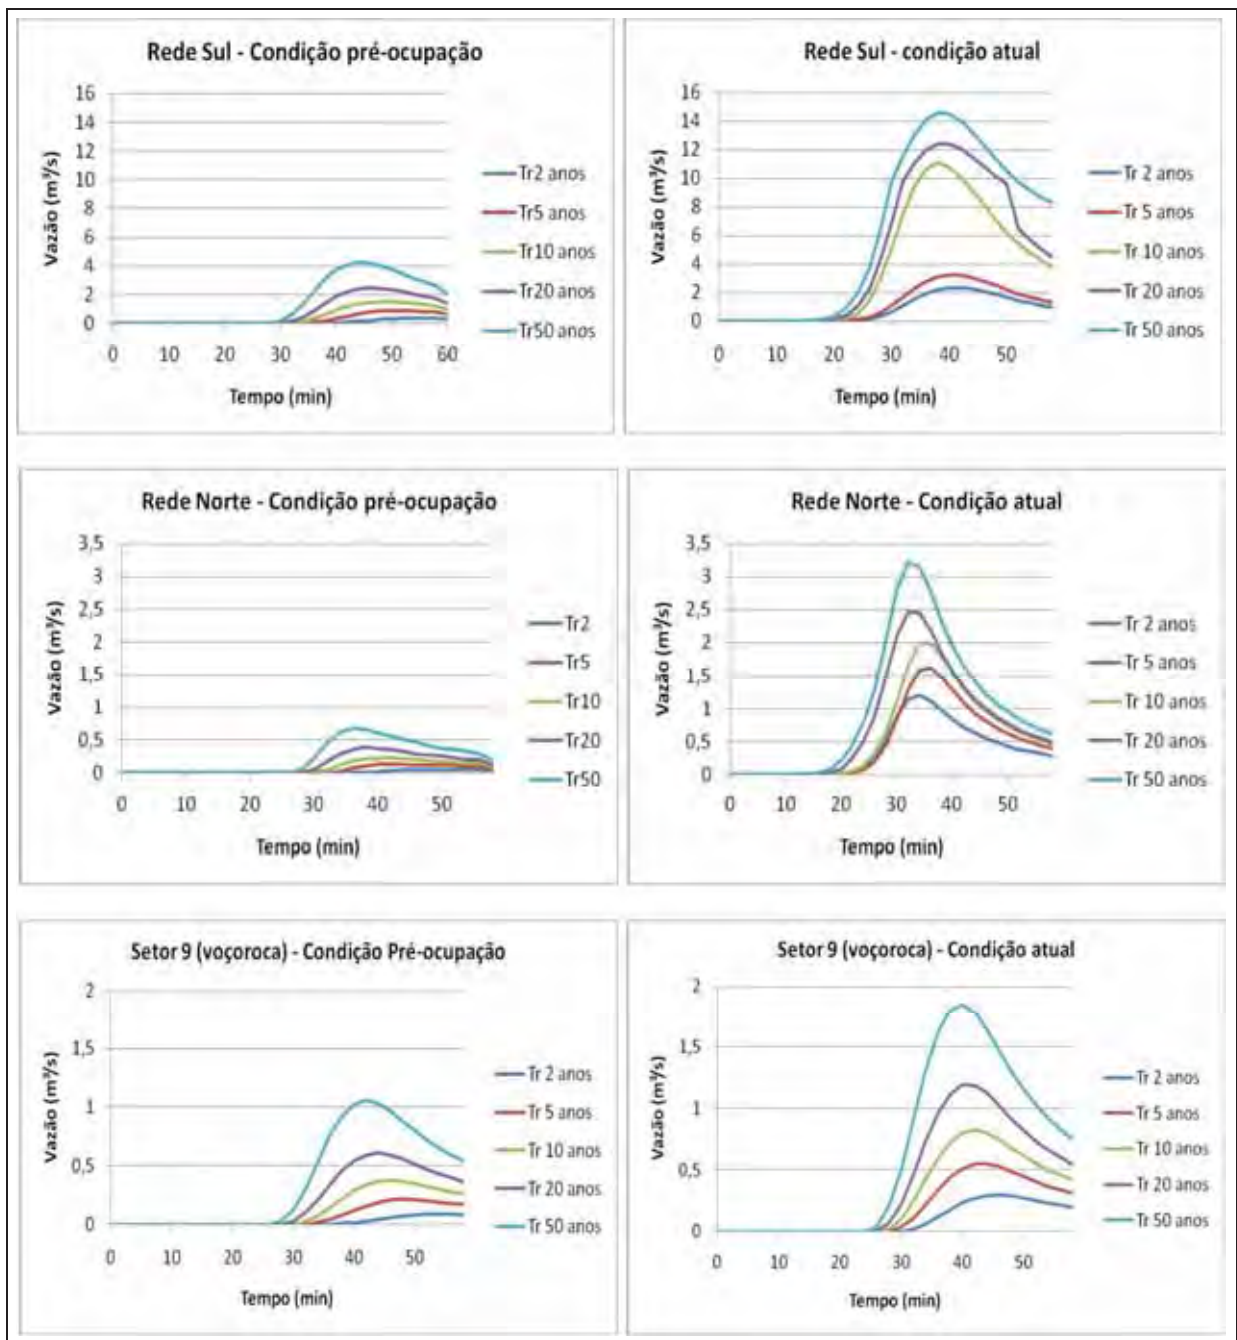 Rede Sul - Condição pré-ocupação
16
14
12
10
8
6
4
2
0
Vazão (m³/s)
0 10 20 30 40 50 60
Tempo (min)
Tr2 anos
Tr5 anos
Tr10 anos
Tr20 anos
Tr50 anos
Rede Sul - condição atual
16
14
12
10
8
6
4
2
0
Vazão (m³/s)
0 10 20 30 40 50
Tempo (min)
Tr 2 anos
Tr 5 anos
Tr 10 anos
Tr 20 anos
Tr 50 anos
Rede Norte - Condição pré-ocupação
3,5
3
2,5
2
1,5
1
0,5
0
Vazão (m³/s)
0 10 20 30 40 50
Tempo (min)
Tr2
Tr5
Tr10
Tr20
Tr50
Rede Norte - Condição atual
3,5
3
2,5
2
1,5
1
0,5
0
Vazão (m³/s)
0 10 20 30 40 50
Tempo (min)
Tr 2 anos
Tr 5 anos
Tr 10 anos
Tr 20 anos
Tr 50 anos
Setor 9 (voçoroca) - Condição Pré-ocupação
2
1,5
1
0,5
0
Vazão (m³/s)
0 10 20 30 40 50
Tempo (min)
Tr 2 anos
Tr 5 anos
Tr 10 anos
Tr 20 anos
Tr 50 anos
Setor 9 (voçoroca) - Condição atual
2
1,5
1
0,5
0
Vazão (m³/s)
0 10 20 30 40 50
Tempo (min)
Tr 2 anos
Tr 5 anos
Tr 10 anos
Tr 20 anos
Tr 50 anos